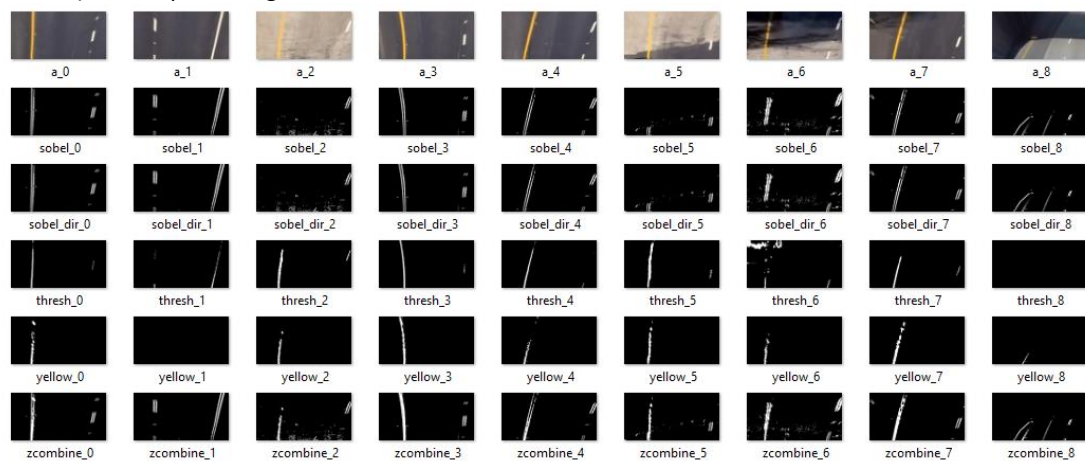 a_0 a_1 a_2 a_3 a_4 a_5 a_6 a_7 a_8
sobel_0 sobel_1 sobel_2 sobel_3 sobel_4 sobel_5 sobel_6 sobel_7 sobel_8
sobel_dir_0 sobel_dir_1 sobel_dir_2 sobel_dir_3 sobel_dir_4 sobel_dir_5 sobel_dir_6 sobel_dir_7 sobel_dir_8
thresh_0 thresh_1 thresh_2 thresh_3 thresh_4 thresh_5 thresh_6 thresh_7 thresh_8
yellow_0 yellow_1 yellow_2 yellow_3 yellow_4 yellow_5 yellow_6 yellow_7 yellow_8
zcombine_0 zcombine_1 zcombine_2 zcombine_3 zcombine_4 zcombine_5 zcombine_6 zcombine_7 zcombine_8